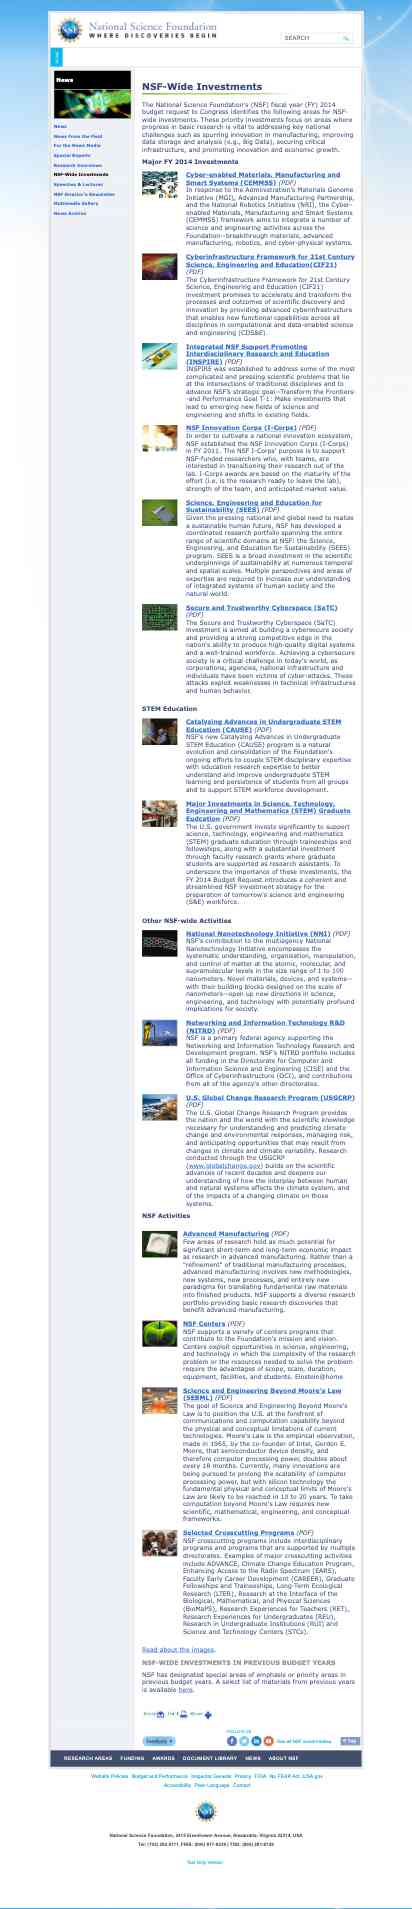 National Science Foundation
WHERE DISCOVERIES BEGIN
SEARCH
News
News
News From the Field
For the News Media
Special Reports
Research Overviews
NSF-Wide Investments
Speeches & Lectures
NSF Director's Newsletter
Multimedia Gallery
News Archive
NSF-Wide Investments
The National Science Foundation's (NSF) fiscal year (FY) 2014
budget request to Congress identifies the following areas for NSF-
wide investments. These priority investments focus on areas where
progress in basic research is vital to addressing key national
challenges such as spurring innovation in manufacturing, improving
data storage and analysis (e.g., Big Data), securing critical
infrastructure, and promoting innovation and economic growth.
Major FY 2014 Investments
Cyber-enabled Materials, Manufacturing and
Smart Systems (CEMMSS) (PDF)
In response to the Administration's Materials Genome
Initiative (MGI), Advanced Manufacturing Partnership,
and the National Robotics Initiative (NRI), the Cyber-
enabled Materials, Manufacturing and Smart Systems
(CEMMSS) framework aims to integrate a number of
science and engineering activities across the
Foundation--breakthrough materials, advanced
manufacturing, robotics, and cyber-physical systems.
Cyberinfrastructure Framework for 21st Century
Science, Engineering and Education(CIF21)
(PDF)
The Cyberinfrastructure Framework for 21st Century
Science, Engineering and Education (CIF21)
investment promises to accelerate and transform the
processes and outcomes of scientific discovery and
innovation by providing advanced cyberinfrastructure
that enables new functional capabilities across all
disciplines in computational and data-enabled science
and engineering (CDS&E).
Integrated NSF Support Promoting
Interdisciplinary Research and Education
(INSPIRE) (PDF)
INSPIRE was established to address some of the most
complicated and pressing scientific problems that lie
at the intersections of traditional disciplines and to
advance NSF's strategic goal--Transform the Frontiers-
-and Performance Goal T-1: Make investments that
lead to emerging new fields of science and
engineering and shifts in existing fields.
NSF Innovation Corps (I-Corps) (PDF)
In order to cultivate a national innovation ecosystem,
NSF established the NSF Innovation Corps (I-Corps)
in FY 2011. The NSF I-Corps' purpose is to support
NSF-funded researchers who, with teams, are
interested in transitioning their research out of the
lab. I-Corps awards are based on the maturity of the
effort (i.e. is the research ready to leave the lab),
strength of the team, and anticipated market value.
Science, Engineering and Education for
Sustainability (SEES) (PDF)
Given the pressing national and global need to realize
a sustainable human future, NSF has developed a
coordinated research portfolio spanning the entire
range of scientific domains at NSF: the Science,
Engineering, and Education for Sustainability (SEES)
program. SEES is a broad investment in the scientific
underpinnings of sustainability at numerous temporal
and spatial scales. Multiple perspectives and areas of
expertise are required to increase our understanding
of integrated systems of human society and the
natural world.
Secure and Trustworthy Cyberspace (SaTC)
(PDF)
The Secure and Trustworthy Cyberspace (SaTC)
investment is aimed at building a cybersecure society
and providing a strong competitive edge in the
nation's ability to produce high-quality digital systems
and a well-trained workforce. Achieving a cybersecure
society is a critical challenge in today's world, as
corporations, agencies, national infrastructure and
individuals have been victims of cyber-attacks. These
attacks exploit weaknesses in technical infrastructures
and human behavior.
STEM Education
Catalyzing Advances in Undergraduate STEM
Education (CAUSE) (PDF)
NSF's new Catalyzing Advances in Undergraduate
STEM Education (CAUSE) program is a natural
evolution and consolidation of the Foundation's
ongoing efforts to couple STEM-disciplinary expertise
with education research expertise to better
understand and improve undergraduate STEM
learning and persistence of students from all groups
and to support STEM workforce development.
Major Investments in Science, Technology,
Engineering and Mathematics (STEM) Graduate
Eudcation (PDF)
The U.S. government invests significantly to support
science, technology, engineering and mathematics
(STEM) graduate education through traineeships and
fellowships, along with a substantial investment
through faculty research grants where graduate
students are supported as research assistants. To
underscore the importance of these investments, the
FY 2014 Budget Request introduces a coherent and
streamlined NSF investment strategy for the
preparation of tomorrow's science and engineering
(S&E) workforce.
Other NSF-wide Activities
National Nanotechnology Initiative (NNI) (PDF)
NSF's contribution to the multiagency National
Nanotechnology Initiative encompasses the
systematic understanding, organization, manipulation,
and control of matter at the atomic, molecular, and
supramolecular levels in the size range of 1 to 100
nanometers. Novel materials, devices, and systems--
with their building blocks designed on the scale of
nanometers--open up new directions in science,
engineering, and technology with potentially profound
implications for society.
Networking and Information Technology R&D
(NITRD) (PDF)
NSF is a primary federal agency supporting the
Networking and Information Technology Research and
Development program. NSF's NITRD portfolio includes
all funding in the Directorate for Computer and
Information Science and Engineering (CISE) and the
Office of Cyberinfrastructure (OCI), and contributions
from all of the agency's other directorates.
U.S. Global Change Research Program (USGCRP)
(PDF)
The U.S. Global Change Research Program provides
the nation and the world with the scientific knowledge
necessary for understanding and predicting climate
change and environmental responses, managing risk,
and anticipating opportunities that may result from
changes in climate and climate variability. Research
conducted through the USGCRP
(www.globalchange.gov) builds on the scientific
advances of recent decades and deepens our
understanding of how the interplay between human
and natural systems effects the climate system, and
of the impacts of a changing climate on those
systems.
NSF Activities
Advanced Manufacturing (PDF)
Few areas of research hold as much potential for
significant short-term and long-term economic impact
as research in advanced manufacturing. Rather than a
"refinement" of traditional manufacturing processes,
advanced manufacturing involves new methodologies,
new systems, new processes, and entirely new
paradigms for translating fundamental raw materials
into finished products. NSF supports a diverse research
portfolio providing basic research discoveries that
benefit advanced manufacturing.
NSF Centers (PDF)
NSF supports a variety of centers programs that
contribute to the Foundation's mission and vision.
Centers exploit opportunities in science, engineering,
and technology in which the complexity of the research
problem or the resources needed to solve the problem
require the advantages of scope, scale, duration,
equipment, facilities, and students. Einstein@home
Science and Engineering Beyond Moore's Law
(SEBML) (PDF)
The goal of Science and Engineering Beyond Moore's
Law is to position the U.S. at the forefront of
communications and computation capability beyond
the physical and conceptual limitations of current
technologies. Moore's Law is the empirical observation,
made in 1965, by the co-founder of Intel, Gordon E.
Moore, that semiconductor device density, and
therefore computer processing power, doubles about
every 18 months. Currently, many innovations are
being pursued to prolong the scalability of computer
processing power, but with silicon technology the
fundamental physical and conceptual limits of Moore's
Law are likely to be reached in 10 to 20 years. To take
computation beyond Moore's Law requires new
scientific, mathematical, engineering, and conceptual
frameworks.
Selected Crosscutting Programs (PDF)
NSF crosscutting programs include interdisciplinary
programs and programs that are supported by multiple
directorates. Examples of major crosscutting activities
include ADVANCE, Climate Change Education Program,
Enhancing Access to the Radio Spectrum (EARS),
Faculty Early Career Development (CAREER), Graduate
Fellowships and Traineeships, Long-Term Ecological
Research (LTER), Research at the Interface of the
Biological, Mathematical, and Physical Sciences
(BioMaPS), Research Experiences for Teachers (RET),
Research Experiences for Undergraduates (REU),
Research in Undergraduate Institutions (RUI) and
Science and Technology Centers (STCs).
Read about the images.
NSF-WIDE INVESTMENTS IN PREVIOUS BUDGET YEARS
NSF has designated special areas of emphasis or priority areas in
previous budget years. A select list of materials from previous years
is available here.
Email Print Share
FOLLOW US
Feedback
See all NSF social media
Top
RESEARCH AREAS FUNDING AWARDS DOCUMENT LIBRARY NEWS ABOUT NSF
Website Policies Budget and Performance Inspector General Privacy FOIA No FEAR Act USA.gov
Accessibility Plain Language Contact
National Science Foundation, 2415 Eisenhower Avenue, Alexandria, Virginia 22314, USA
Text Only Version